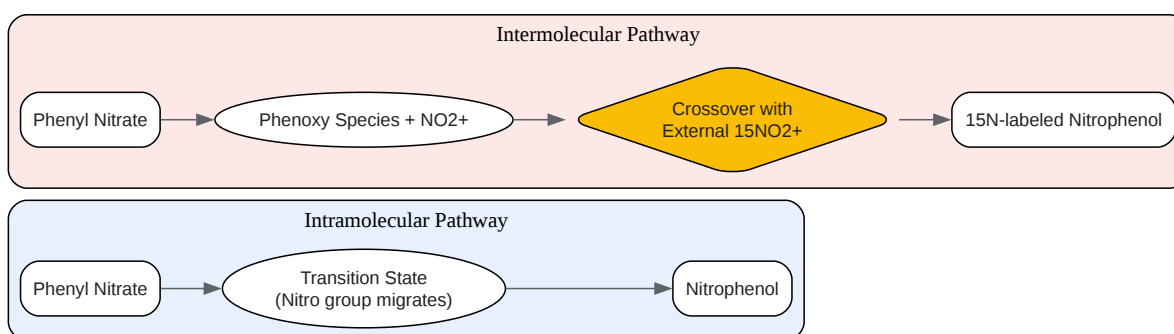 Intermolecular Pathway
Phenyl Nitrate
Phenoxy Species + NO2+
Crossover with
External 15NO2+
15N-labeled Nitrophenol
Intramolecular Pathway
Phenyl Nitrate
Transition State
(Nitro group migrates)
Nitrophenol